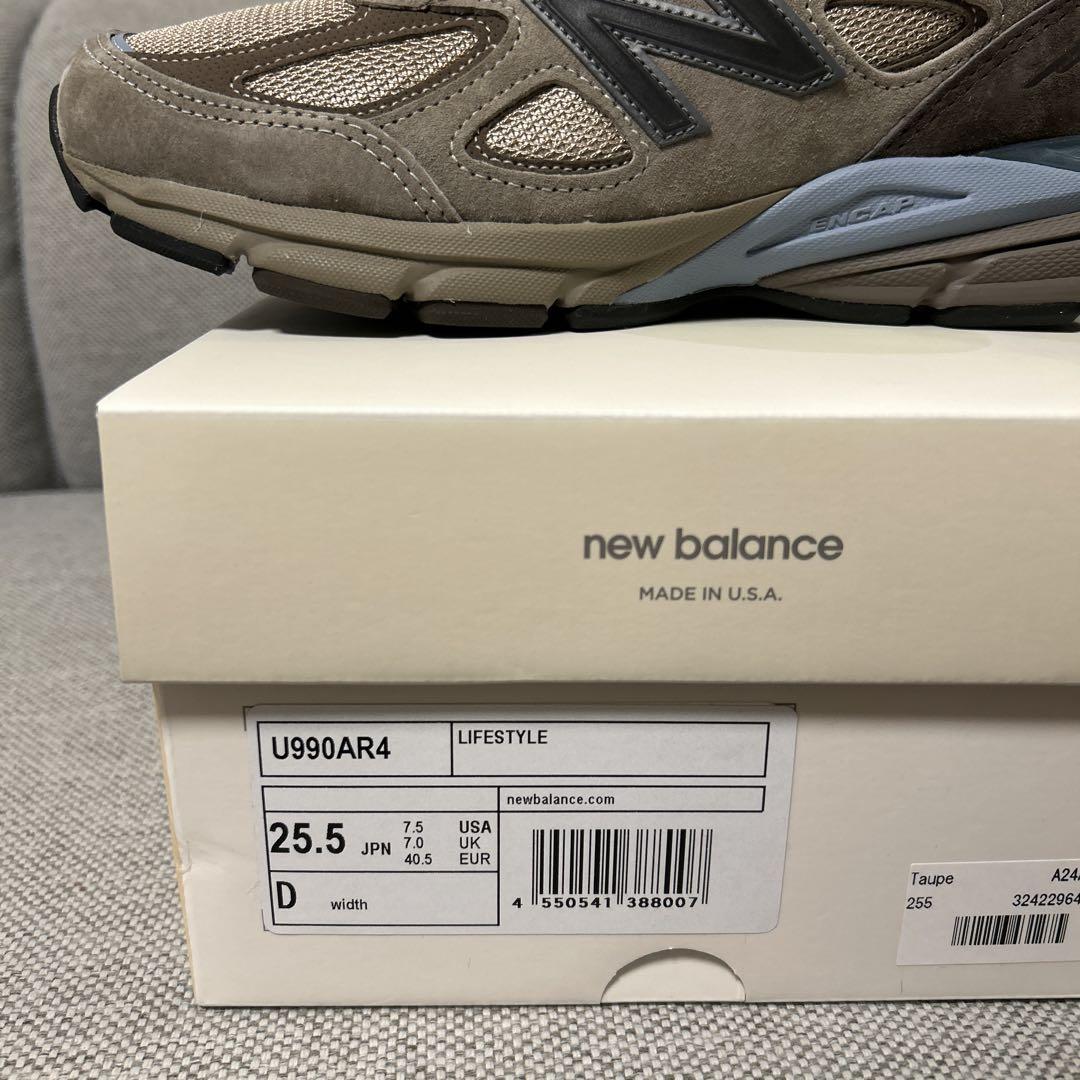 N
ENCAP
new balance
MADE IN U.S.A.
U990AR4
LIFESTYLE
newbalance.com
25.5 JPN
7.5 USA
7.0 UK
40.5 EUR
D width
4 550541 388007
Taupe
255
32422964